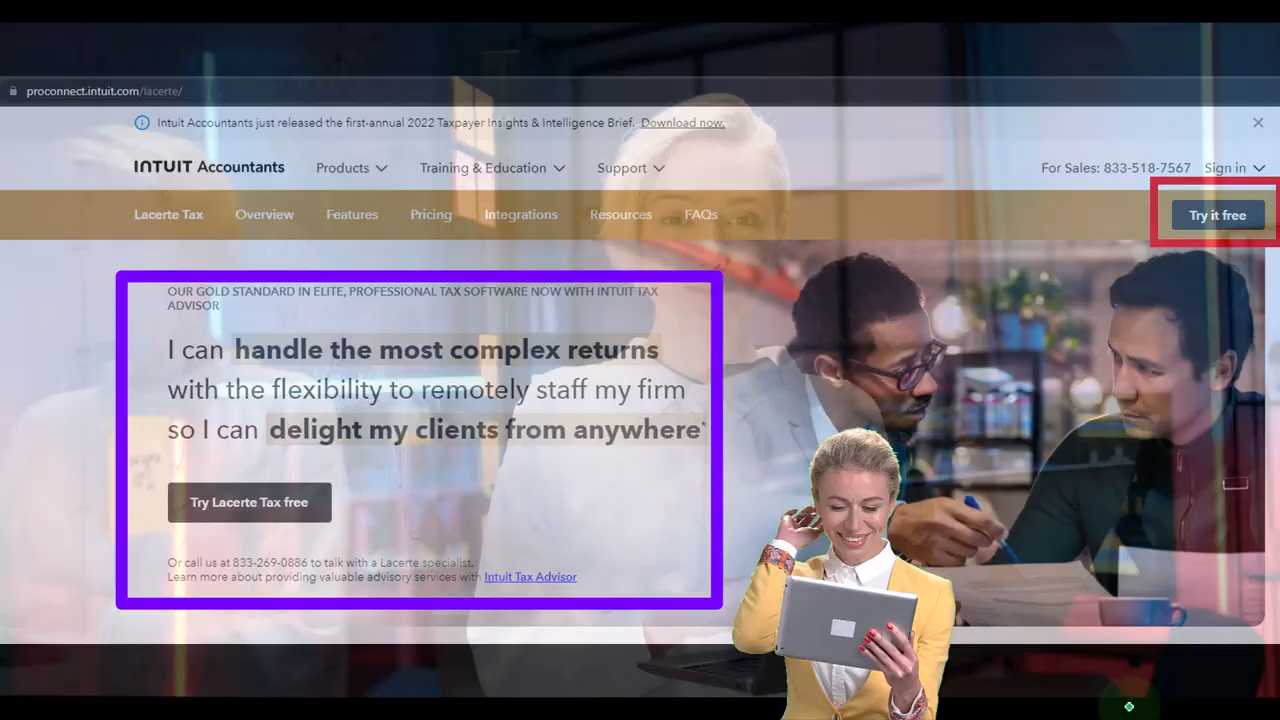 proconnect.intuit.com/lacerte/
Intuit Accountants just released the first-annual 2022 Taxpayer Insights & Intelligence Brief. Download now.
INTUIT Accountants Products Training & Education Support For Sales: 833-518-7567 Sign in
Lacerte Tax Overview Features Pricing Integrations Resources FAQs Try it free
OUR GOLD STANDARD IN ELITE, PROFESSIONAL TAX SOFTWARE NOW WITH INTUIT TAX
ADVISOR
I can handle the most complex returns
with the flexibility to remotely staff my firm
so I can delight my clients from anywhere*
Try Lacerte Tax free
Or call us at 833-269-0886 to talk with a Lacerte specialist.
Learn more about providing valuable advisory services with Intuit Tax Advisor